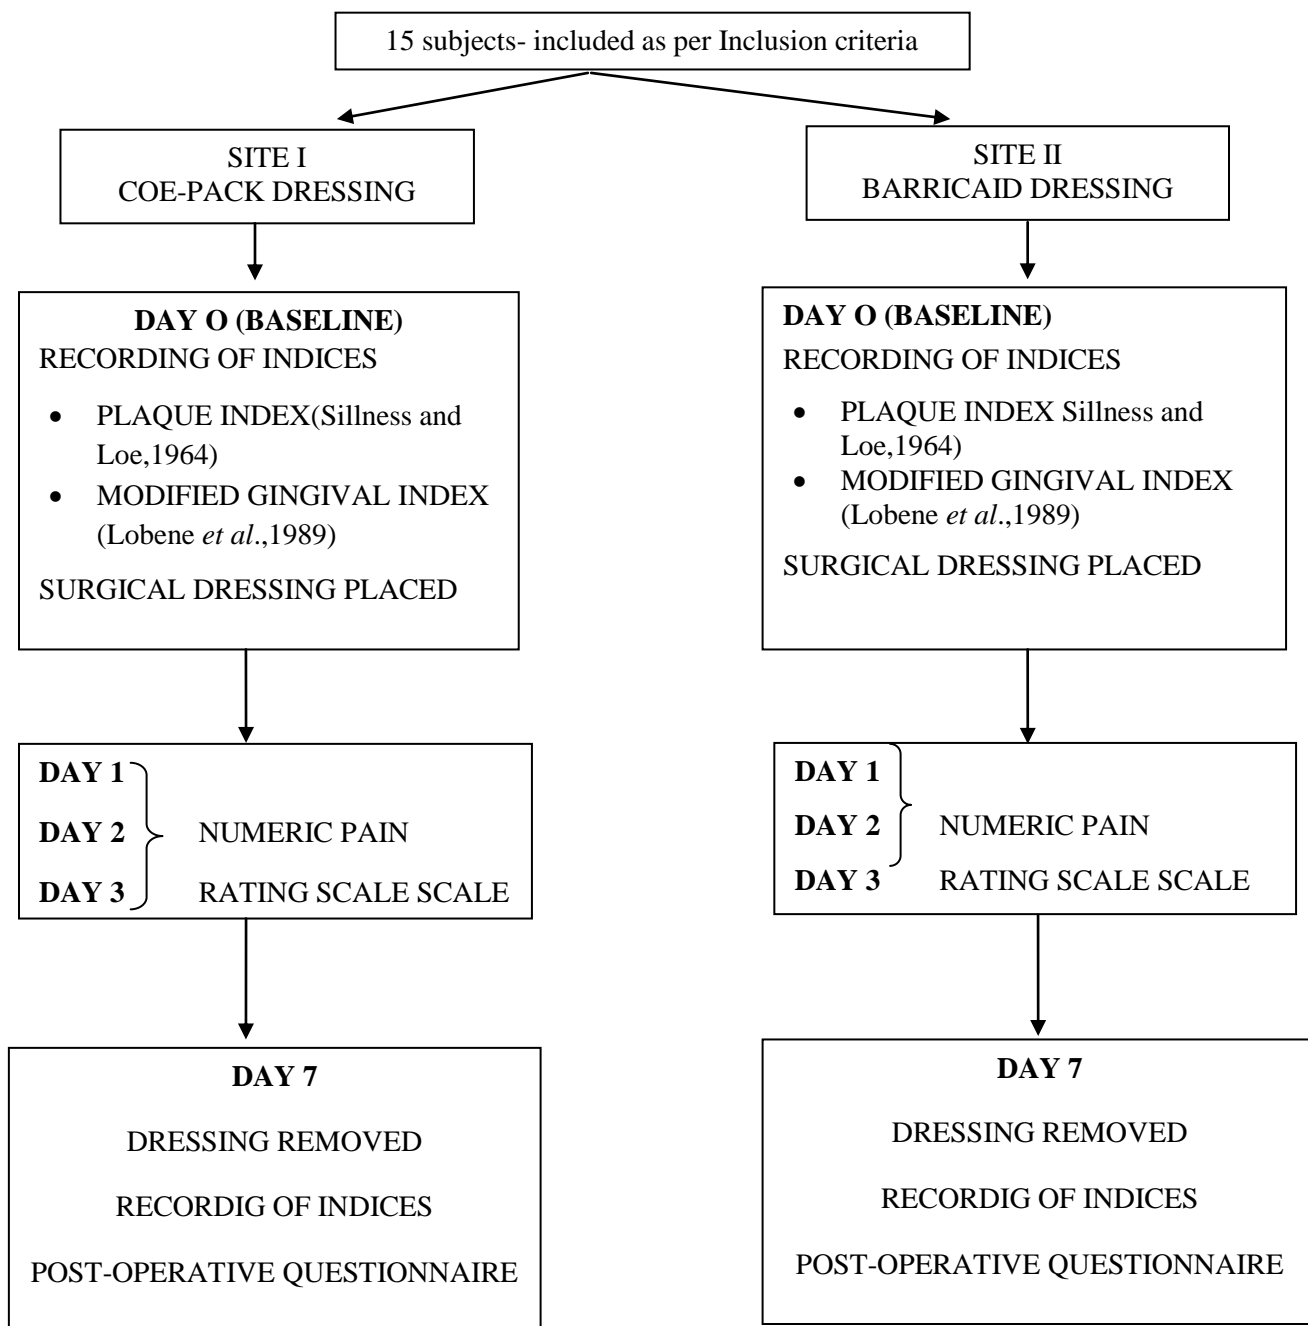 15 subjects- included as per Inclusion criteria
SITE I
COE-PACK DRESSING
SITE II
BARRICAID DRESSING
DAY O (BASELINE)
RECORDING OF INDICES
• PLAQUE INDEX(Sillness and
Loe,1964)
• MODIFIED GINGIVAL INDEX
(Lobene et al.,1989)
SURGICAL DRESSING PLACED
DAY O (BASELINE)
RECORDING OF INDICES
• PLAQUE INDEX Sillness and
Loe,1964)
• MODIFIED GINGIVAL INDEX
(Lobene et al.,1989)
SURGICAL DRESSING PLACED
DAY 1
DAY 2 NUMERIC PAIN
DAY 3 RATING SCALE SCALE
DAY 1
DAY 2 NUMERIC PAIN
DAY 3 RATING SCALE SCALE
DAY 7
DRESSING REMOVED
RECORDIG OF INDICES
POST-OPERATIVE QUESTIONNAIRE
DAY 7
DRESSING REMOVED
RECORDIG OF INDICES
POST-OPERATIVE QUESTIONNAIRE